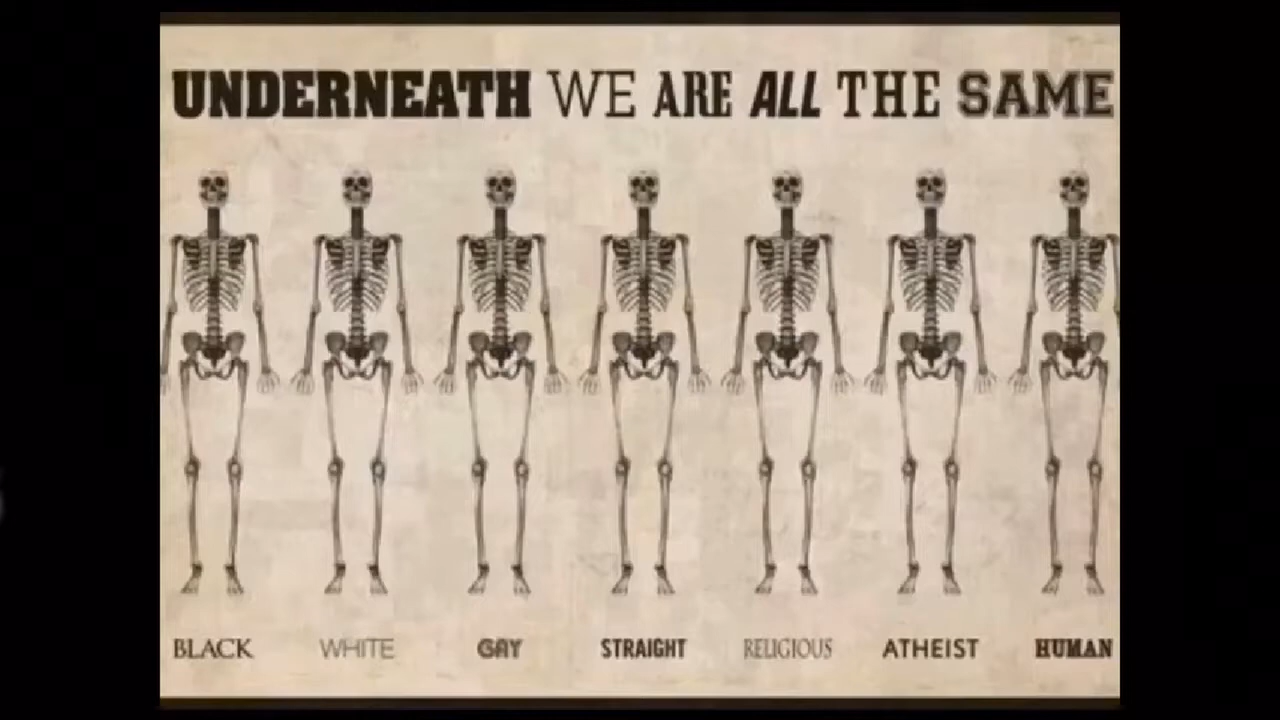 UNDERNEATH WE ARE ALL THE SAME
BLACK WHITE GAY STRAIGHT RELIGIOUS ATHEIST HUMAN